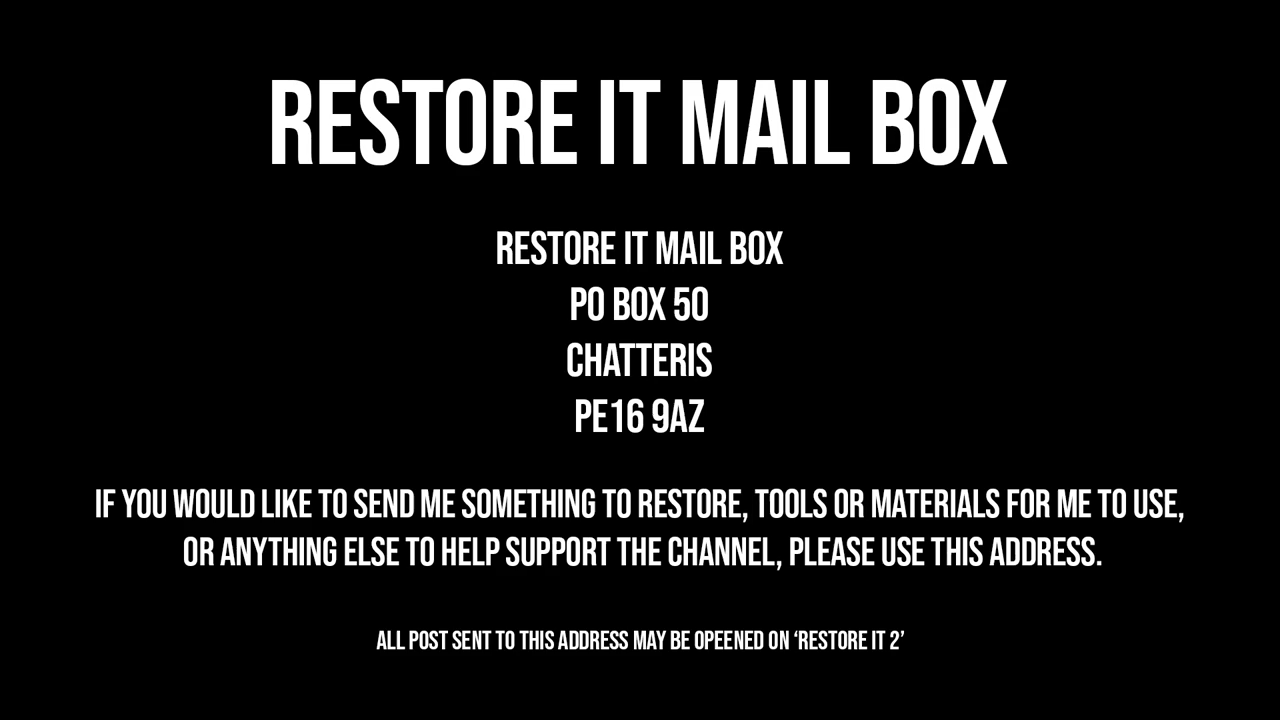 RESTORE IT MAIL BOX
RESTORE IT MAIL BOX
PO BOX 50
CHATTERIS
PE16 9AZ
IF YOU WOULD LIKE TO SEND ME SOMETHING TO RESTORE, TOOLS OR MATERIALS FOR ME TO USE,
OR ANYTHING ELSE TO HELP SUPPORT THE CHANNEL, PLEASE USE THIS ADDRESS.
ALL POST SENT TO THIS ADDRESS MAY BE OPEENED ON ‘RESTORE IT 2’